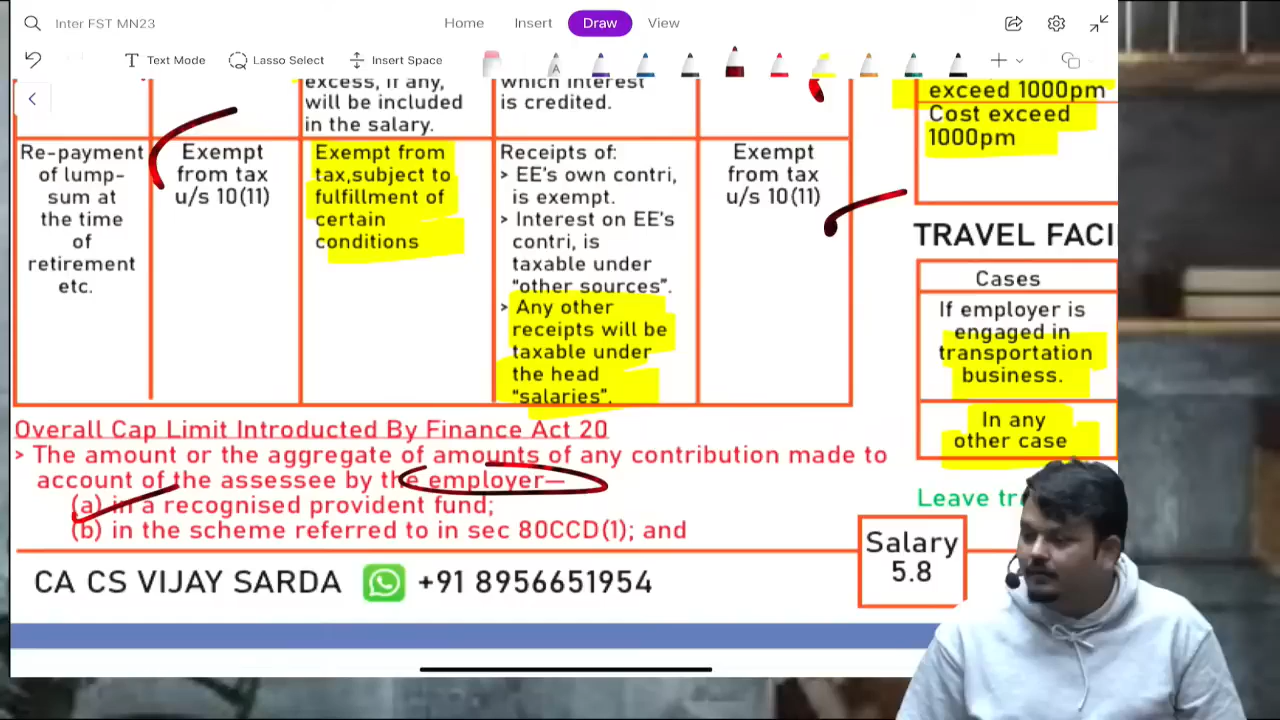 Inter FST MN23
Home Insert Draw View
Text Mode Lasso Select Insert Space
excess, if any,
will be included
in the salary.
which interest
is credited.
exceed 1000pm
Cost exceed
1000pm
Re-payment
of lump-
sum at
the time
of
retirement
etc.
Exempt
from tax
u/s 10(11)
Exempt from
tax,subject to
fulfillment of
certain
conditions
Receipts of:
> EE's own contri,
is exempt.
> Interest on EE's
contri, is
taxable under
"other sources".
> Any other
receipts will be
taxable under
the head
"salaries".
Exempt
from tax
u/s 10(11)
TRAVEL FACI
Cases
If employer is
engaged in
transportation
business.
In any
other case
Overall Cap Limit Introducted By Finance Act 20
> The amount or the aggregate of amounts of any contribution made to
account of the assessee by the employer—
(a) in a recognised provident fund;
(b) in the scheme referred to in sec 80CCD(1); and
Leave tr
Salary
5.8
CA CS VIJAY SARDA +91 8956651954